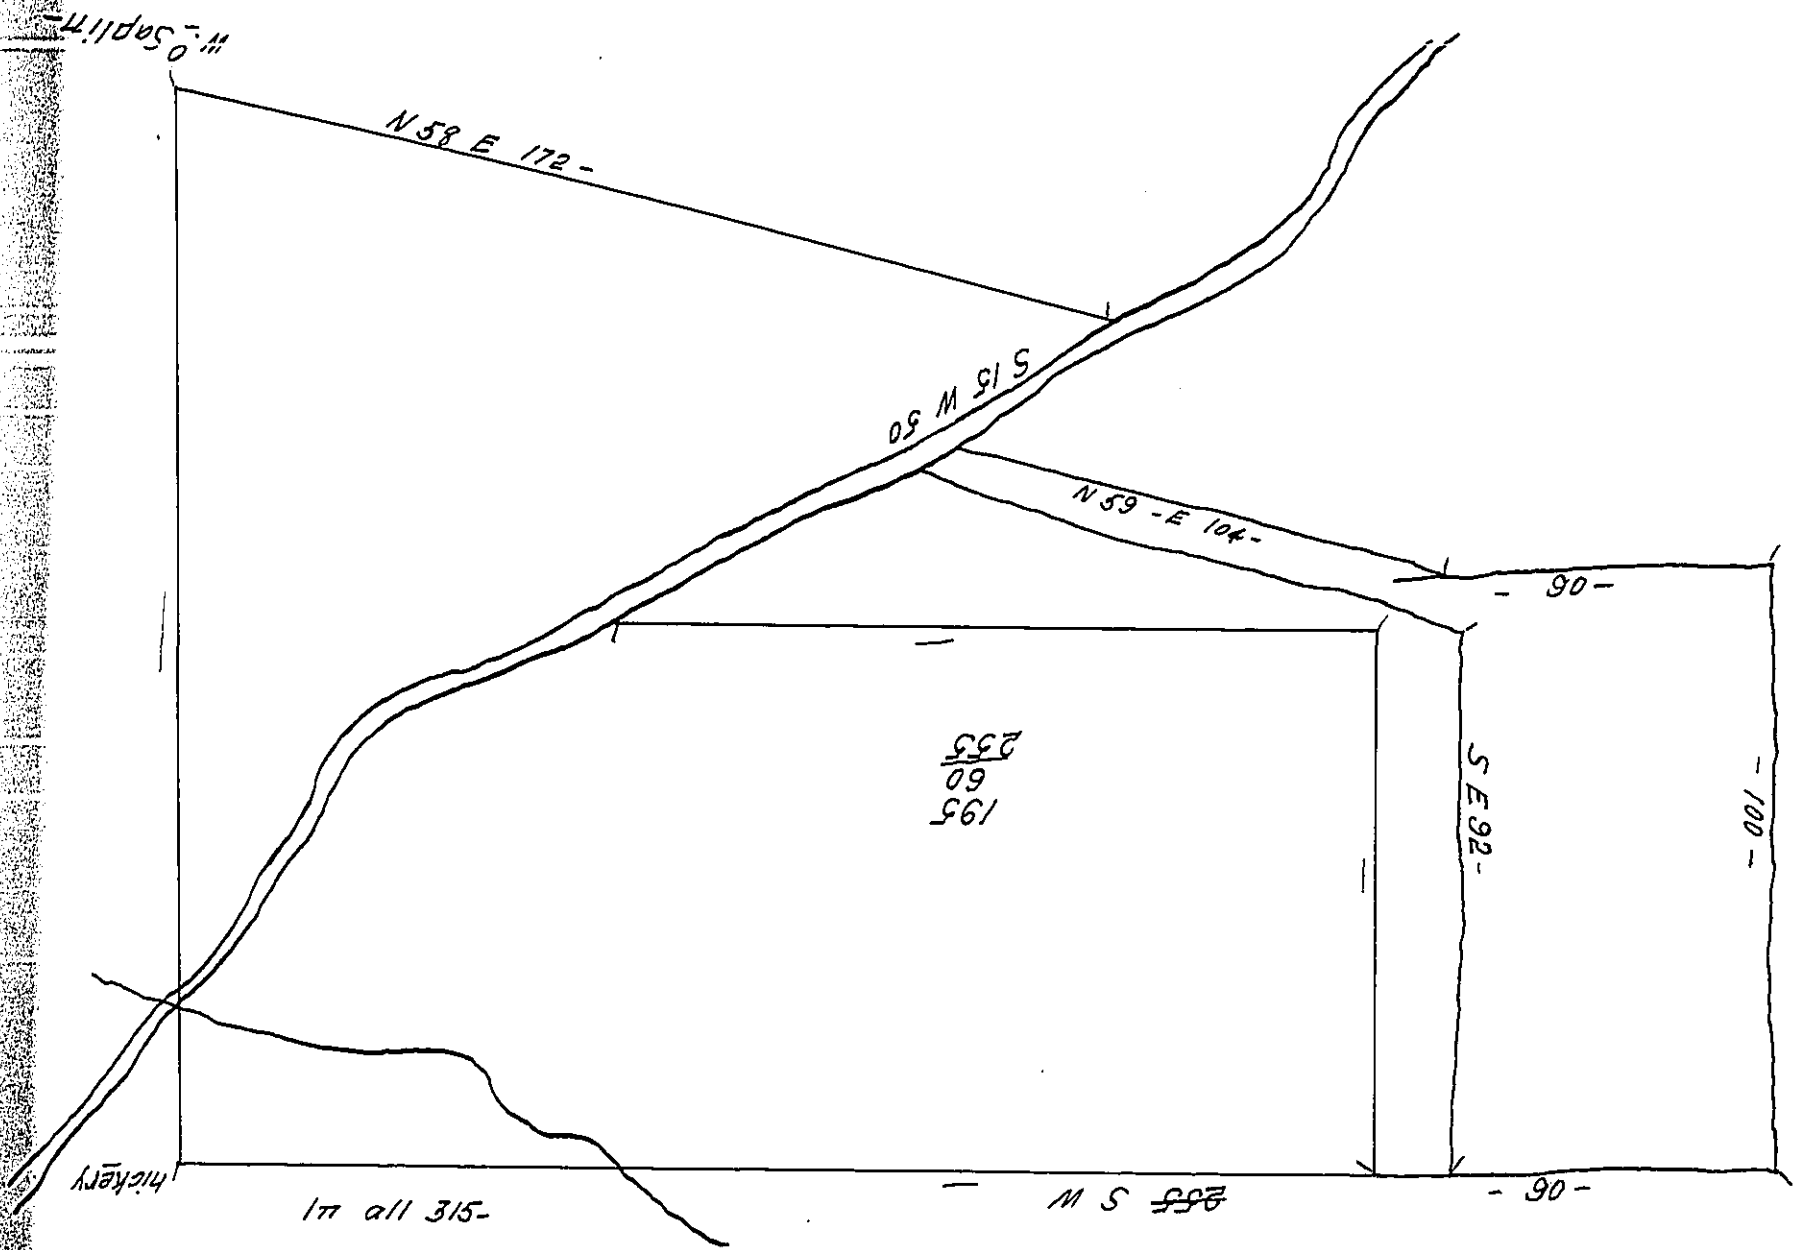 W. O Saplin -
N 58 E 172 -
S 15 W 50
N 59 - E 104 -
- 90 -
195
60
255
S E 92 -
- 100 -
hickery
In all 315 -
255 S W
- 90 -